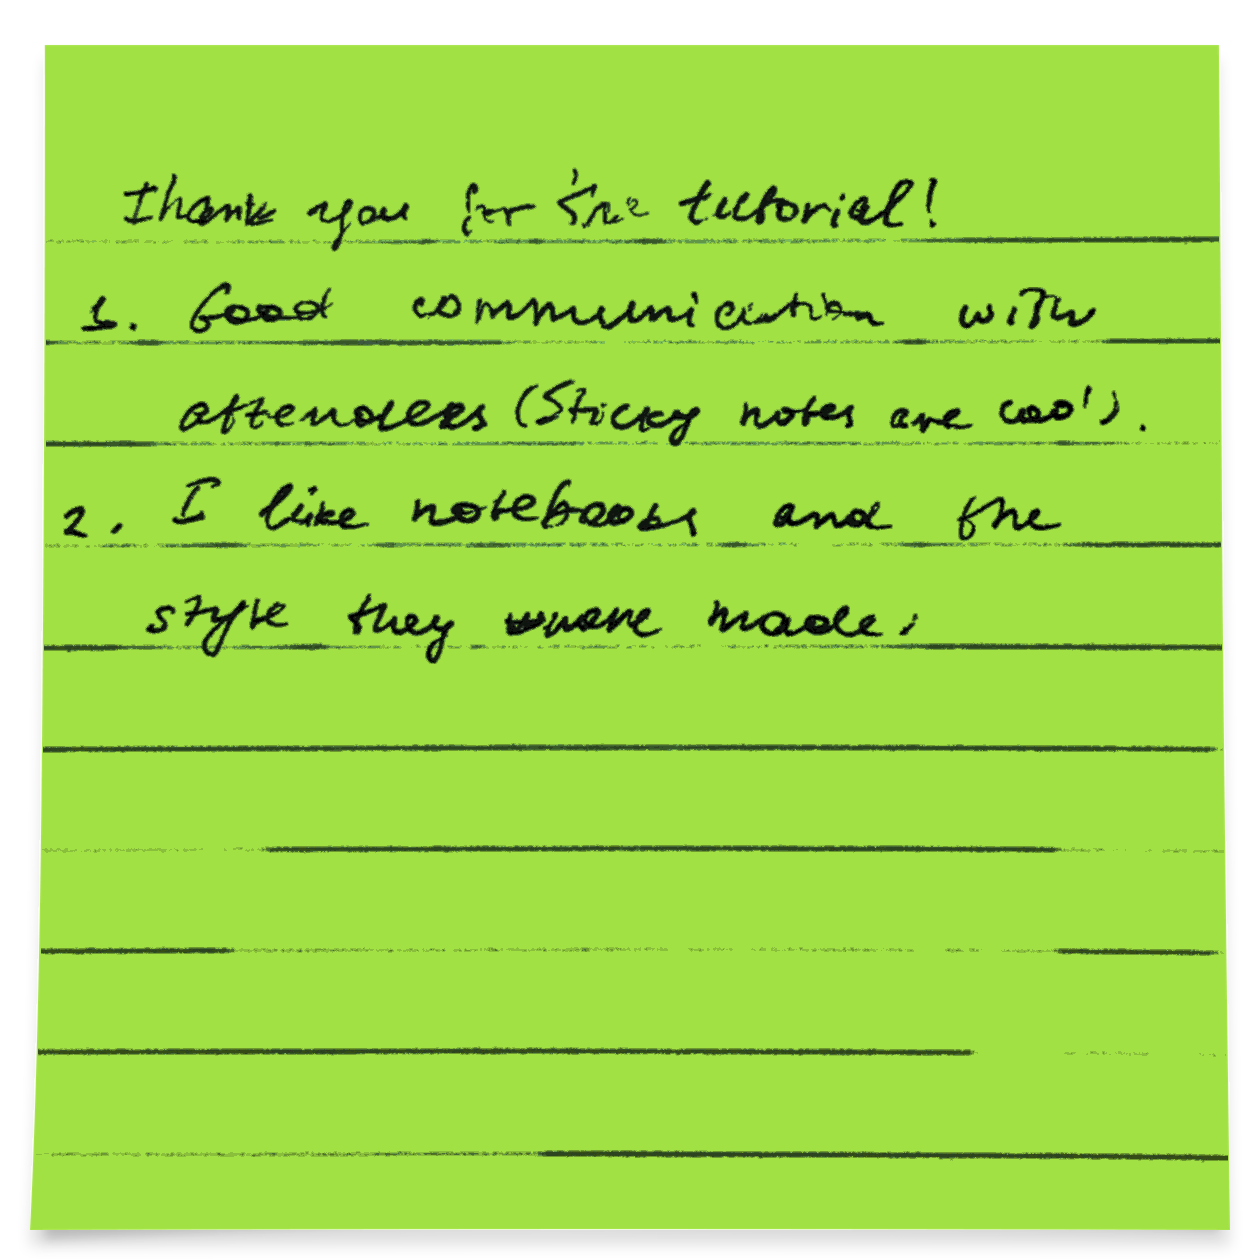 Thank you for the tutorial!
1. Good communication with
attenders (Sticky notes are cool).
2. I like notebooks and the
style they were made.